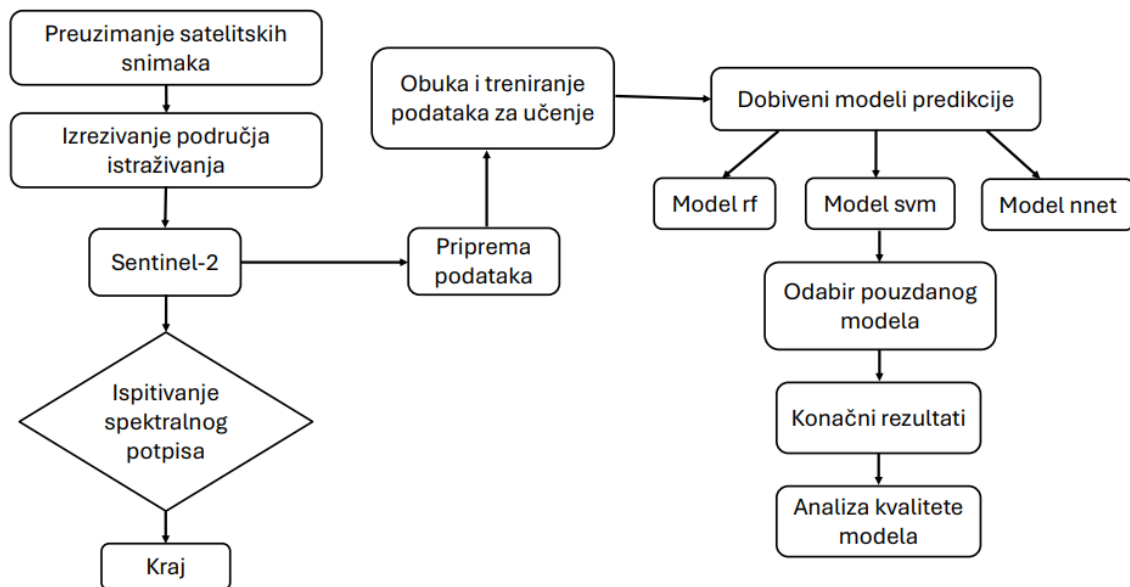 Preuzimanje satelitskih
snimaka
Izrezivanje područja
istraživanja
Sentinel-2
Ispitivanje
spektralnog
potpisa
Kraj
Priprema
podataka
Obuka i treniranje
podataka za učenje
Dobiveni modeli predikcije
Model rf
Model svm
Model nnet
Odabir pouzdanog
modela
Konačni rezultati
Analiza kvalitete
modela